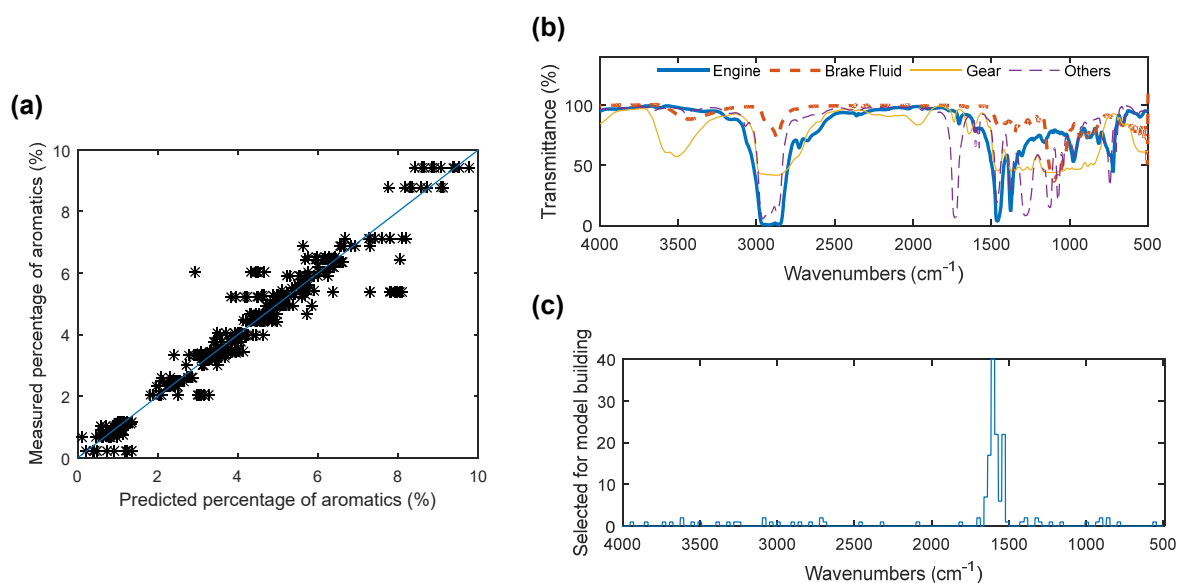 (a)
Measured percentage of aromatics (%)
10
8
6
4
2
0
0 2 4 6 8 10
Predicted percentage of aromatics (%)
(b)
Engine Brake Fluid Gear Others
Transmittance (%)
100
50
0
4000 3500 3000 2500 2000 1500 1000 500
Wavenumbers (cm⁻¹)
(c)
Selected for model building
40
30
20
10
0
4000 3500 3000 2500 2000 1500 1000 500
Wavenumbers (cm⁻¹)